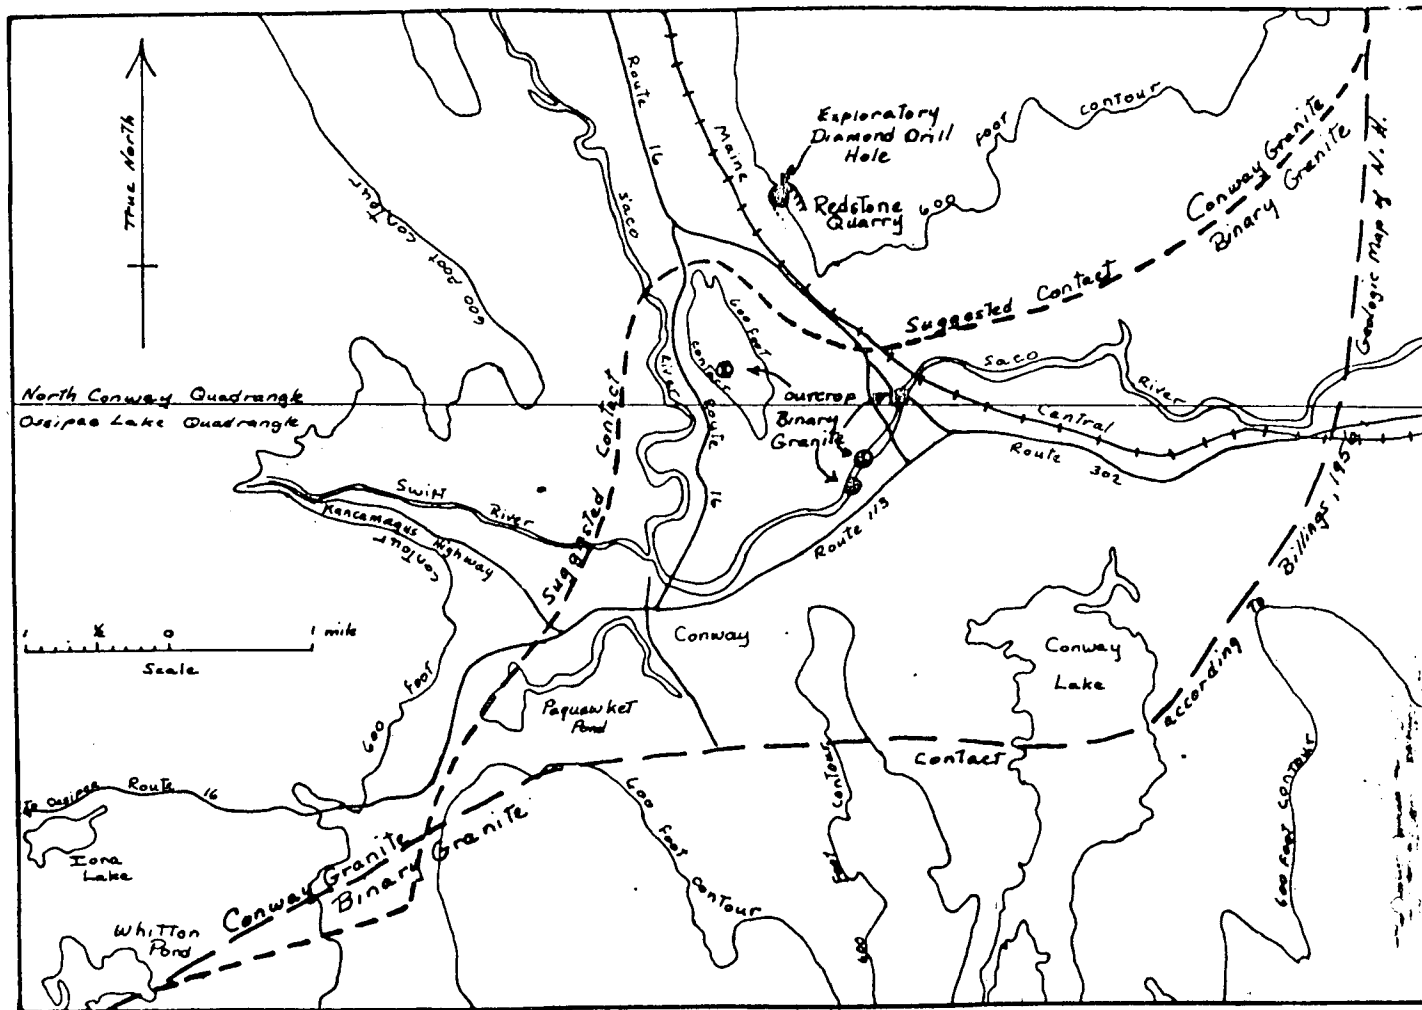 True North
600 Foot Contour
Saco
River
Route
16
Maine
Exploratory
Diamond Drill
Hole
Redstone
Quarry
600
Foot
Contour
Conway Granite
Binary Granite
Geologic Map of N. H.
Suggested Contact
600 Foot
Contact
Route
16
Outcrop of
Binary
Granite
Saco
River
Central
Route 302
Route 113
Billings, 1956
North Conway Quadrangle
Ossipee Lake Quadrangle
Swift
River
Kancamagus Highway
Contour
Suggested Contact
1 ½ 0 1 mile
Scale
600 Foot
Conway
Paquawket
Pond
Conway
Lake
according To
Contact
To Ossipee Route 16
Iona
Lake
Conway Granite
Binary Granite
Whitton
Pond
600 Foot Contour
600 Foot Contour
600 Foot Contour